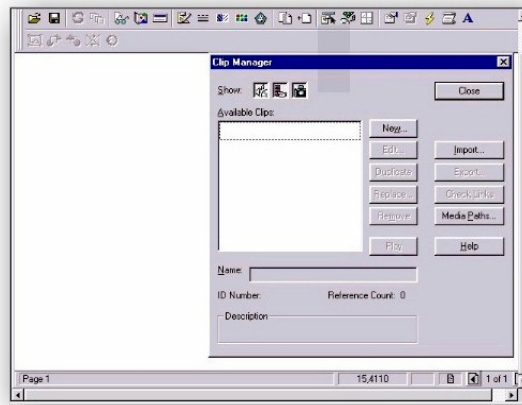 A
Clip Manager
Show:
Close
Available Clips:
New...
Edit...
Import...
Duplicate
Export...
Replace...
Check Links
Remove
Media Paths...
Play
Help
Name:
ID Number:
Reference Count: 0
Description
Page 1
15,4110
1 of 1